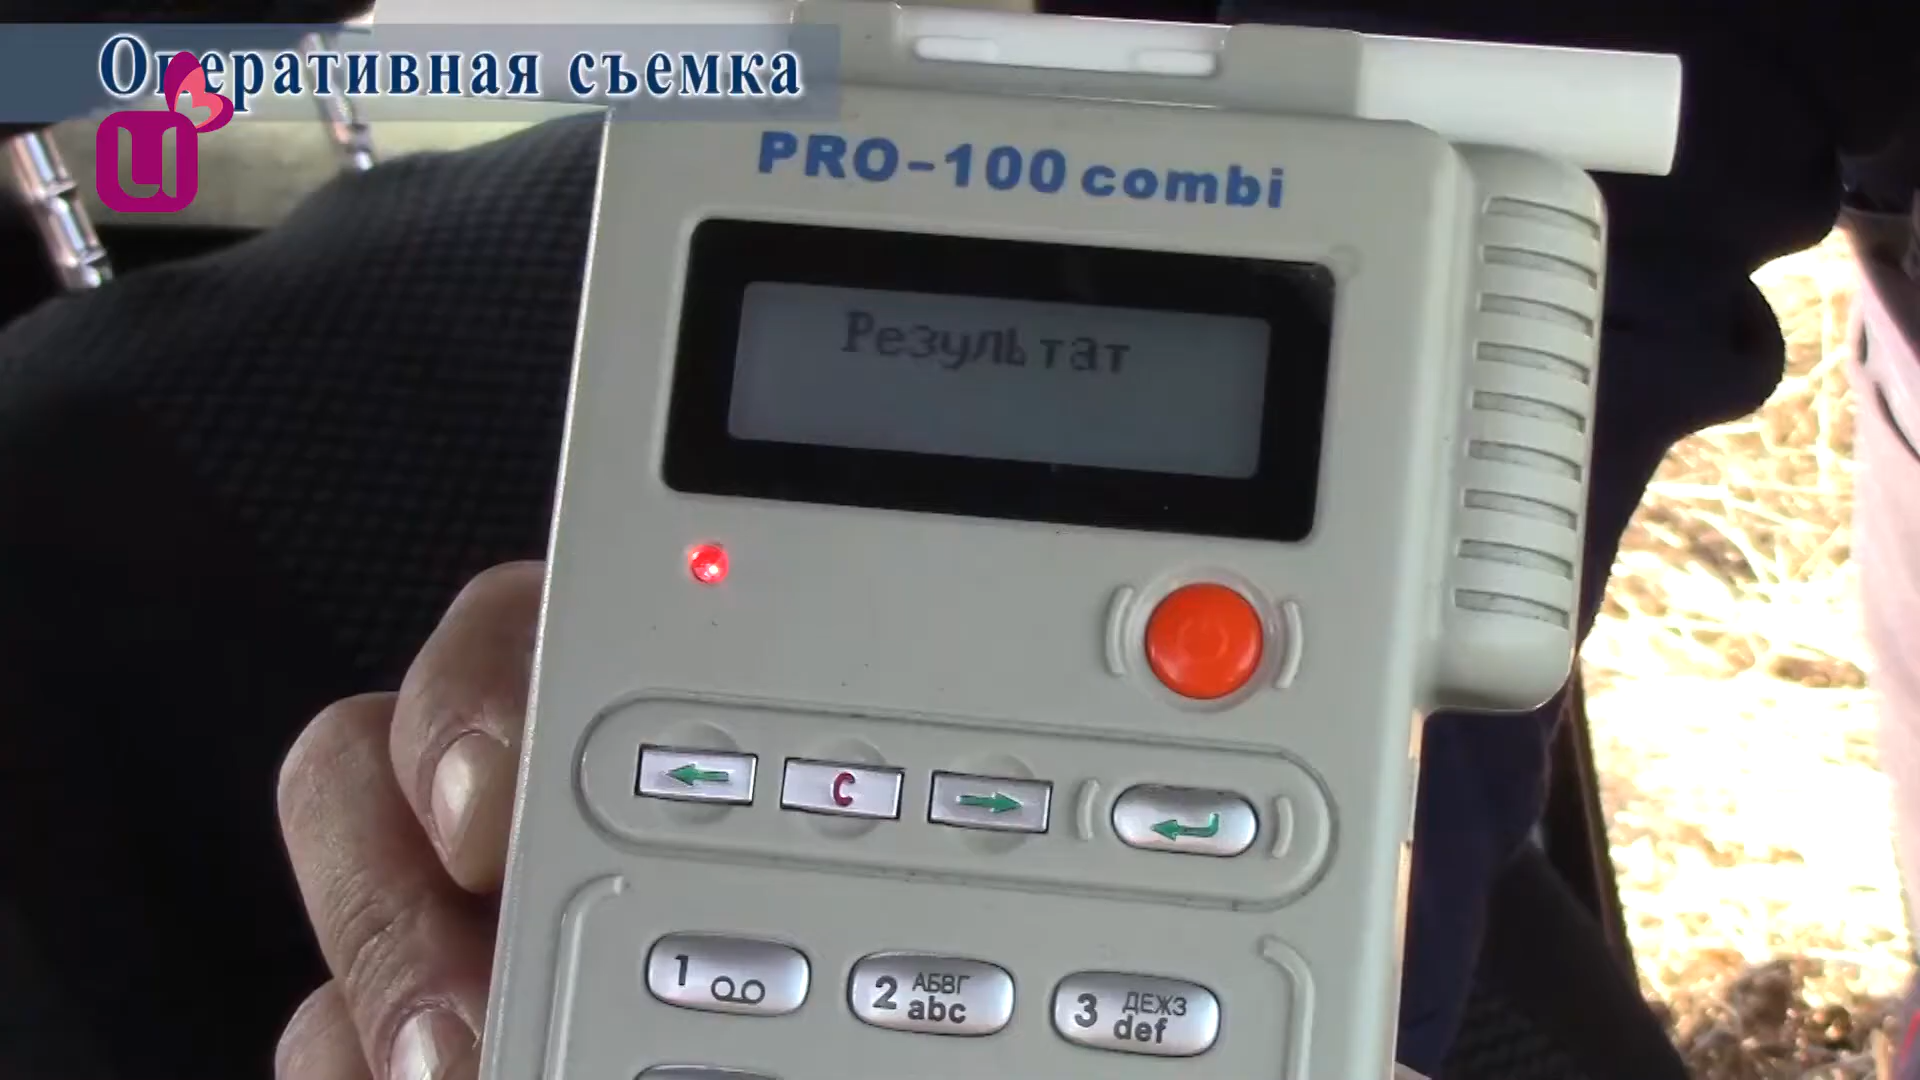 Оперативная съемка
PRO-100 combi
Результат
C
1
2 АБВГ abc
3 ДЕЖЗ def